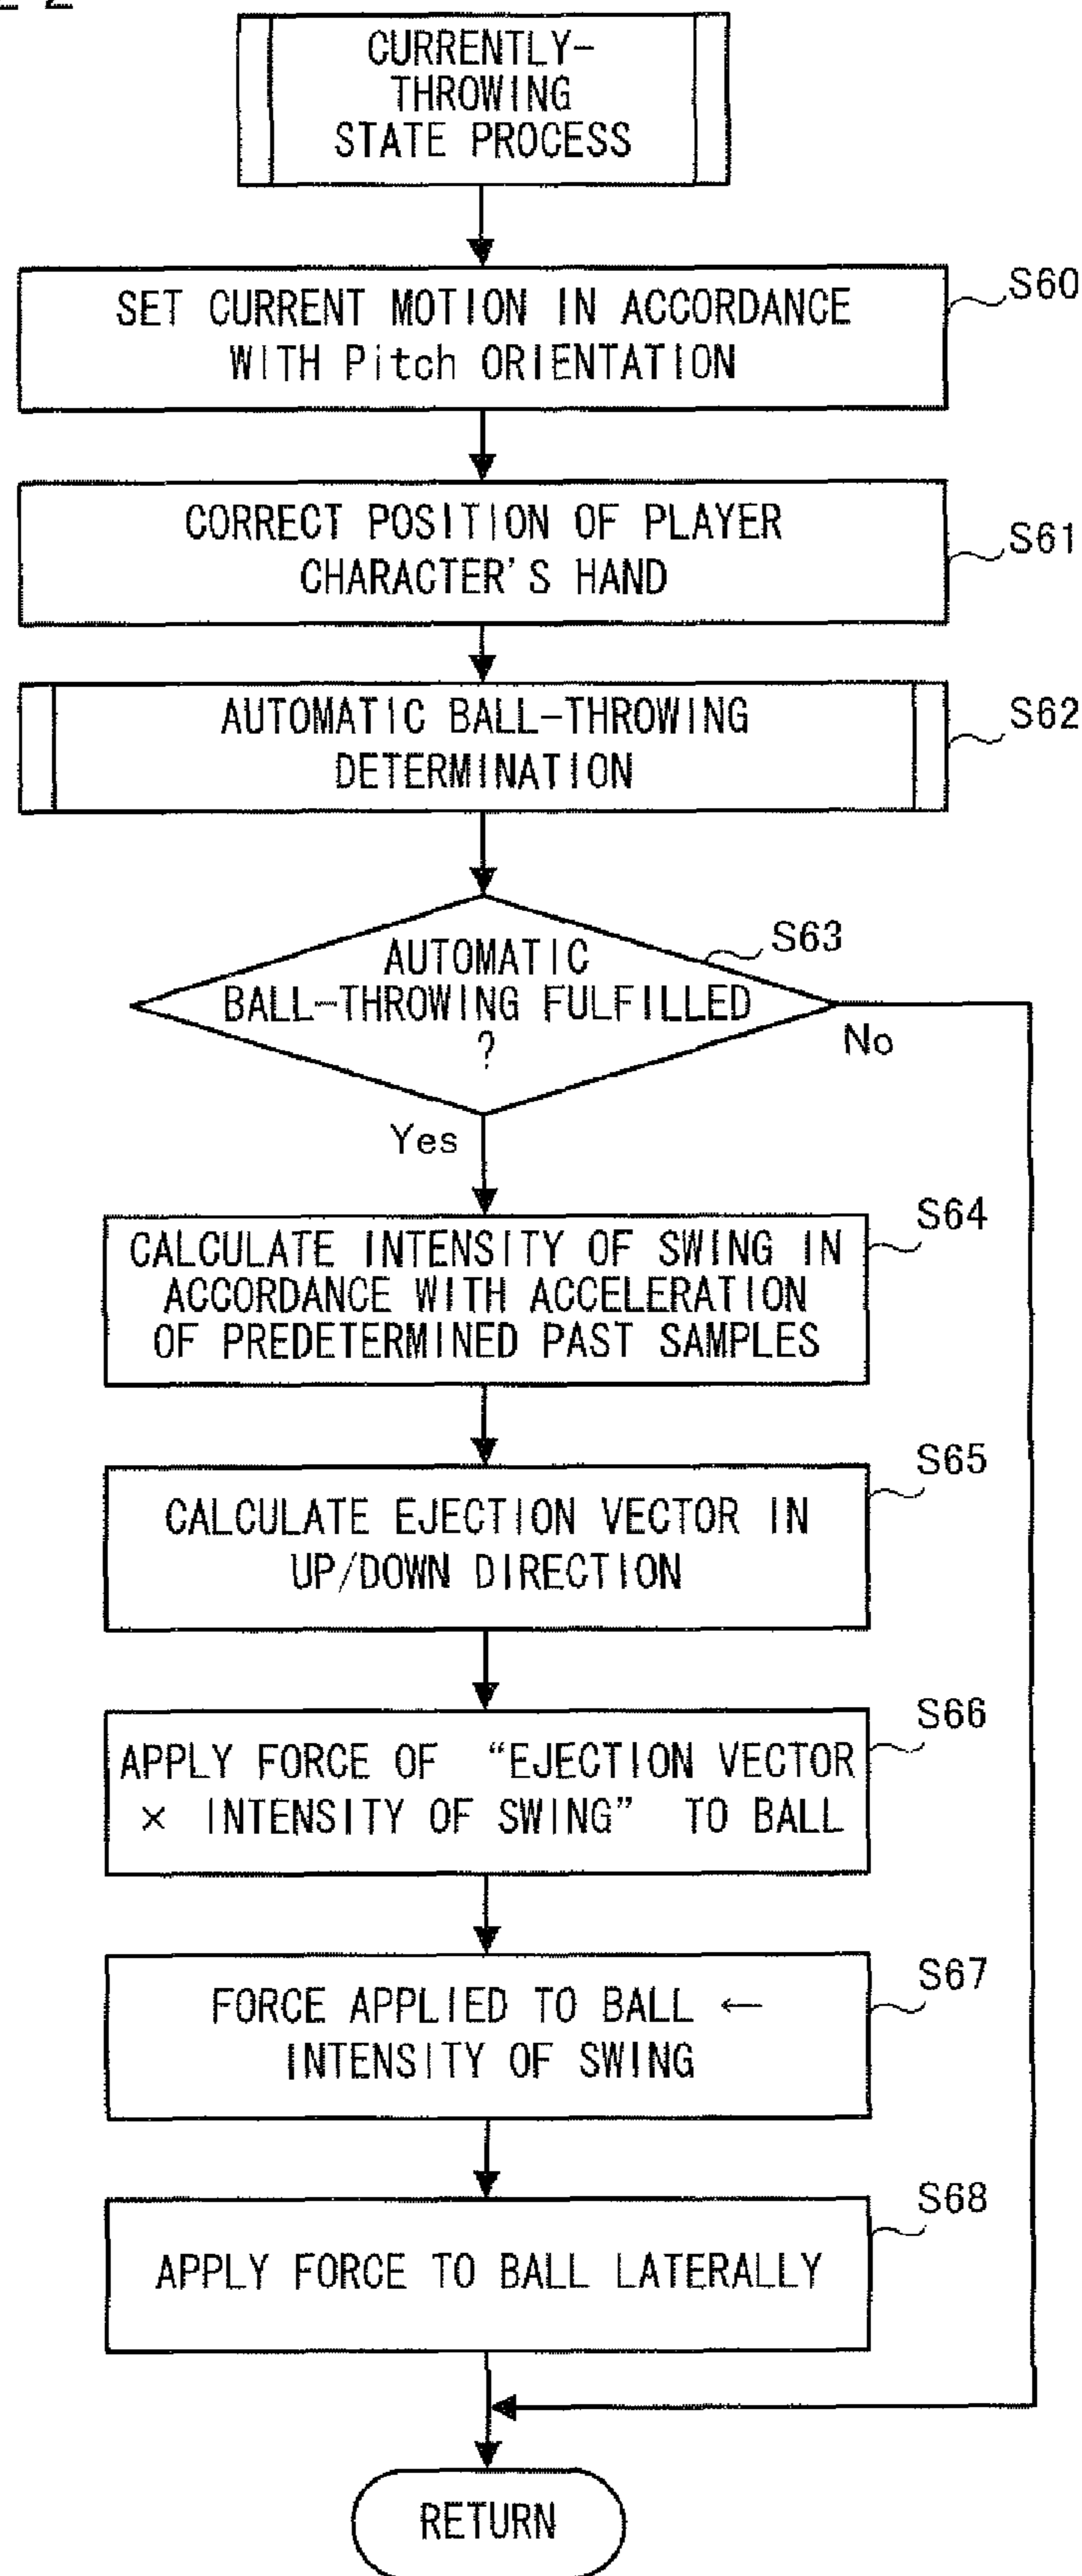 CURRENTLY-
THROWING
STATE PROCESS
S60
SET CURRENT MOTION IN ACCORDANCE
WITH Pitch ORIENTATION
S61
CORRECT POSITION OF PLAYER
CHARACTER'S HAND
S62
AUTOMATIC BALL-THROWING
DETERMINATION
S63
AUTOMATIC
BALL-THROWING FULFILLED
?
No
Yes
S64
CALCULATE INTENSITY OF SWING IN
ACCORDANCE WITH ACCELERATION
OF PREDETERMINED PAST SAMPLES
S65
CALCULATE EJECTION VECTOR IN
UP/DOWN DIRECTION
S66
APPLY FORCE OF “EJECTION VECTOR
× INTENSITY OF SWING” TO BALL
S67
FORCE APPLIED TO BALL ←
INTENSITY OF SWING
S68
APPLY FORCE TO BALL LATERALLY
RETURN